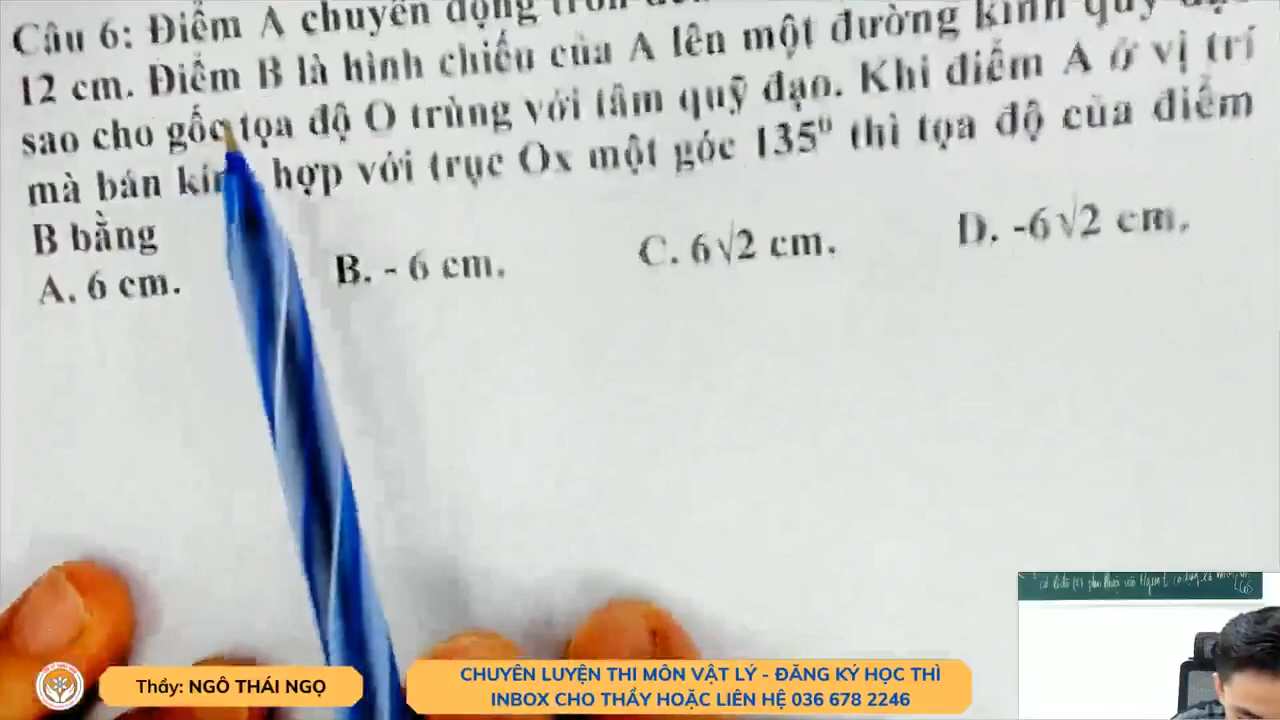 Câu 6: Điểm A chuyển động tròn
12 cm. Điểm B là hình chiếu của A lên một đường kính quỹ
sao cho gốc tọa độ O trùng với tâm quỹ đạo. Khi điểm A ở vị trí
mà bán hợp với trục Ox một góc 135⁰ thì tọa độ của điểm
B bằng
A. 6 cm.
B. - 6 cm.
C. 6√2 cm.
D. -6√2 cm.
Thầy: NGÔ THÁI NGỌ
CHUYÊN LUYỆN THI MÔN VẬT LÝ - ĐĂNG KÝ HỌC THÌ
INBOX CHO THẦY HOẶC LIÊN HỆ 036 678 2246